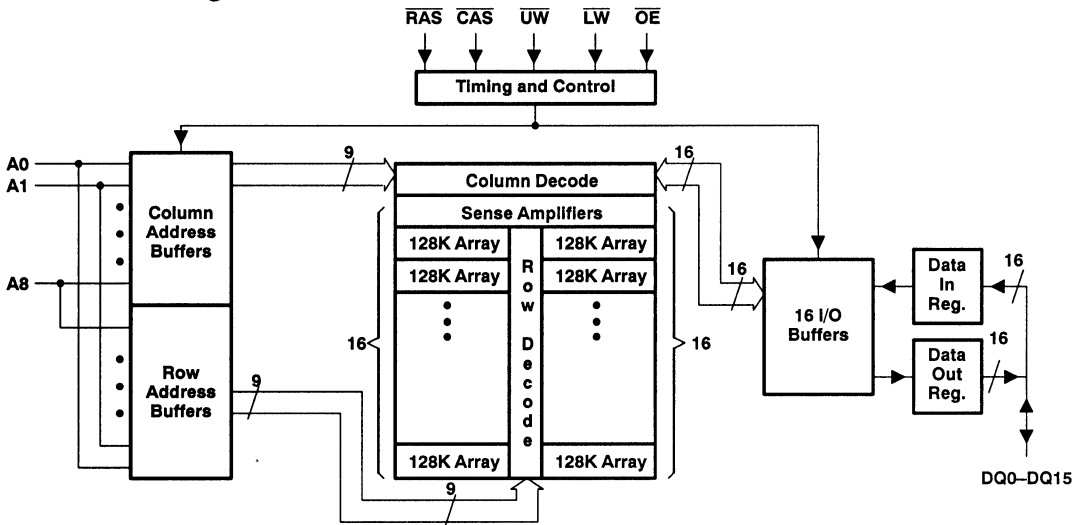 RAS CAS UW LW OE
Timing and Control
A0
A1
A8
Column
Address
Buffers
Row
Address
Buffers
9
9
9
Column Decode
Sense Amplifiers
128K Array
128K Array
128K Array
128K Array
128K Array
128K Array
Row Decode
16
16
16
16
16 I/O
Buffers
Data
In
Reg.
16
Data
Out
Reg.
16
DQ0–DQ15